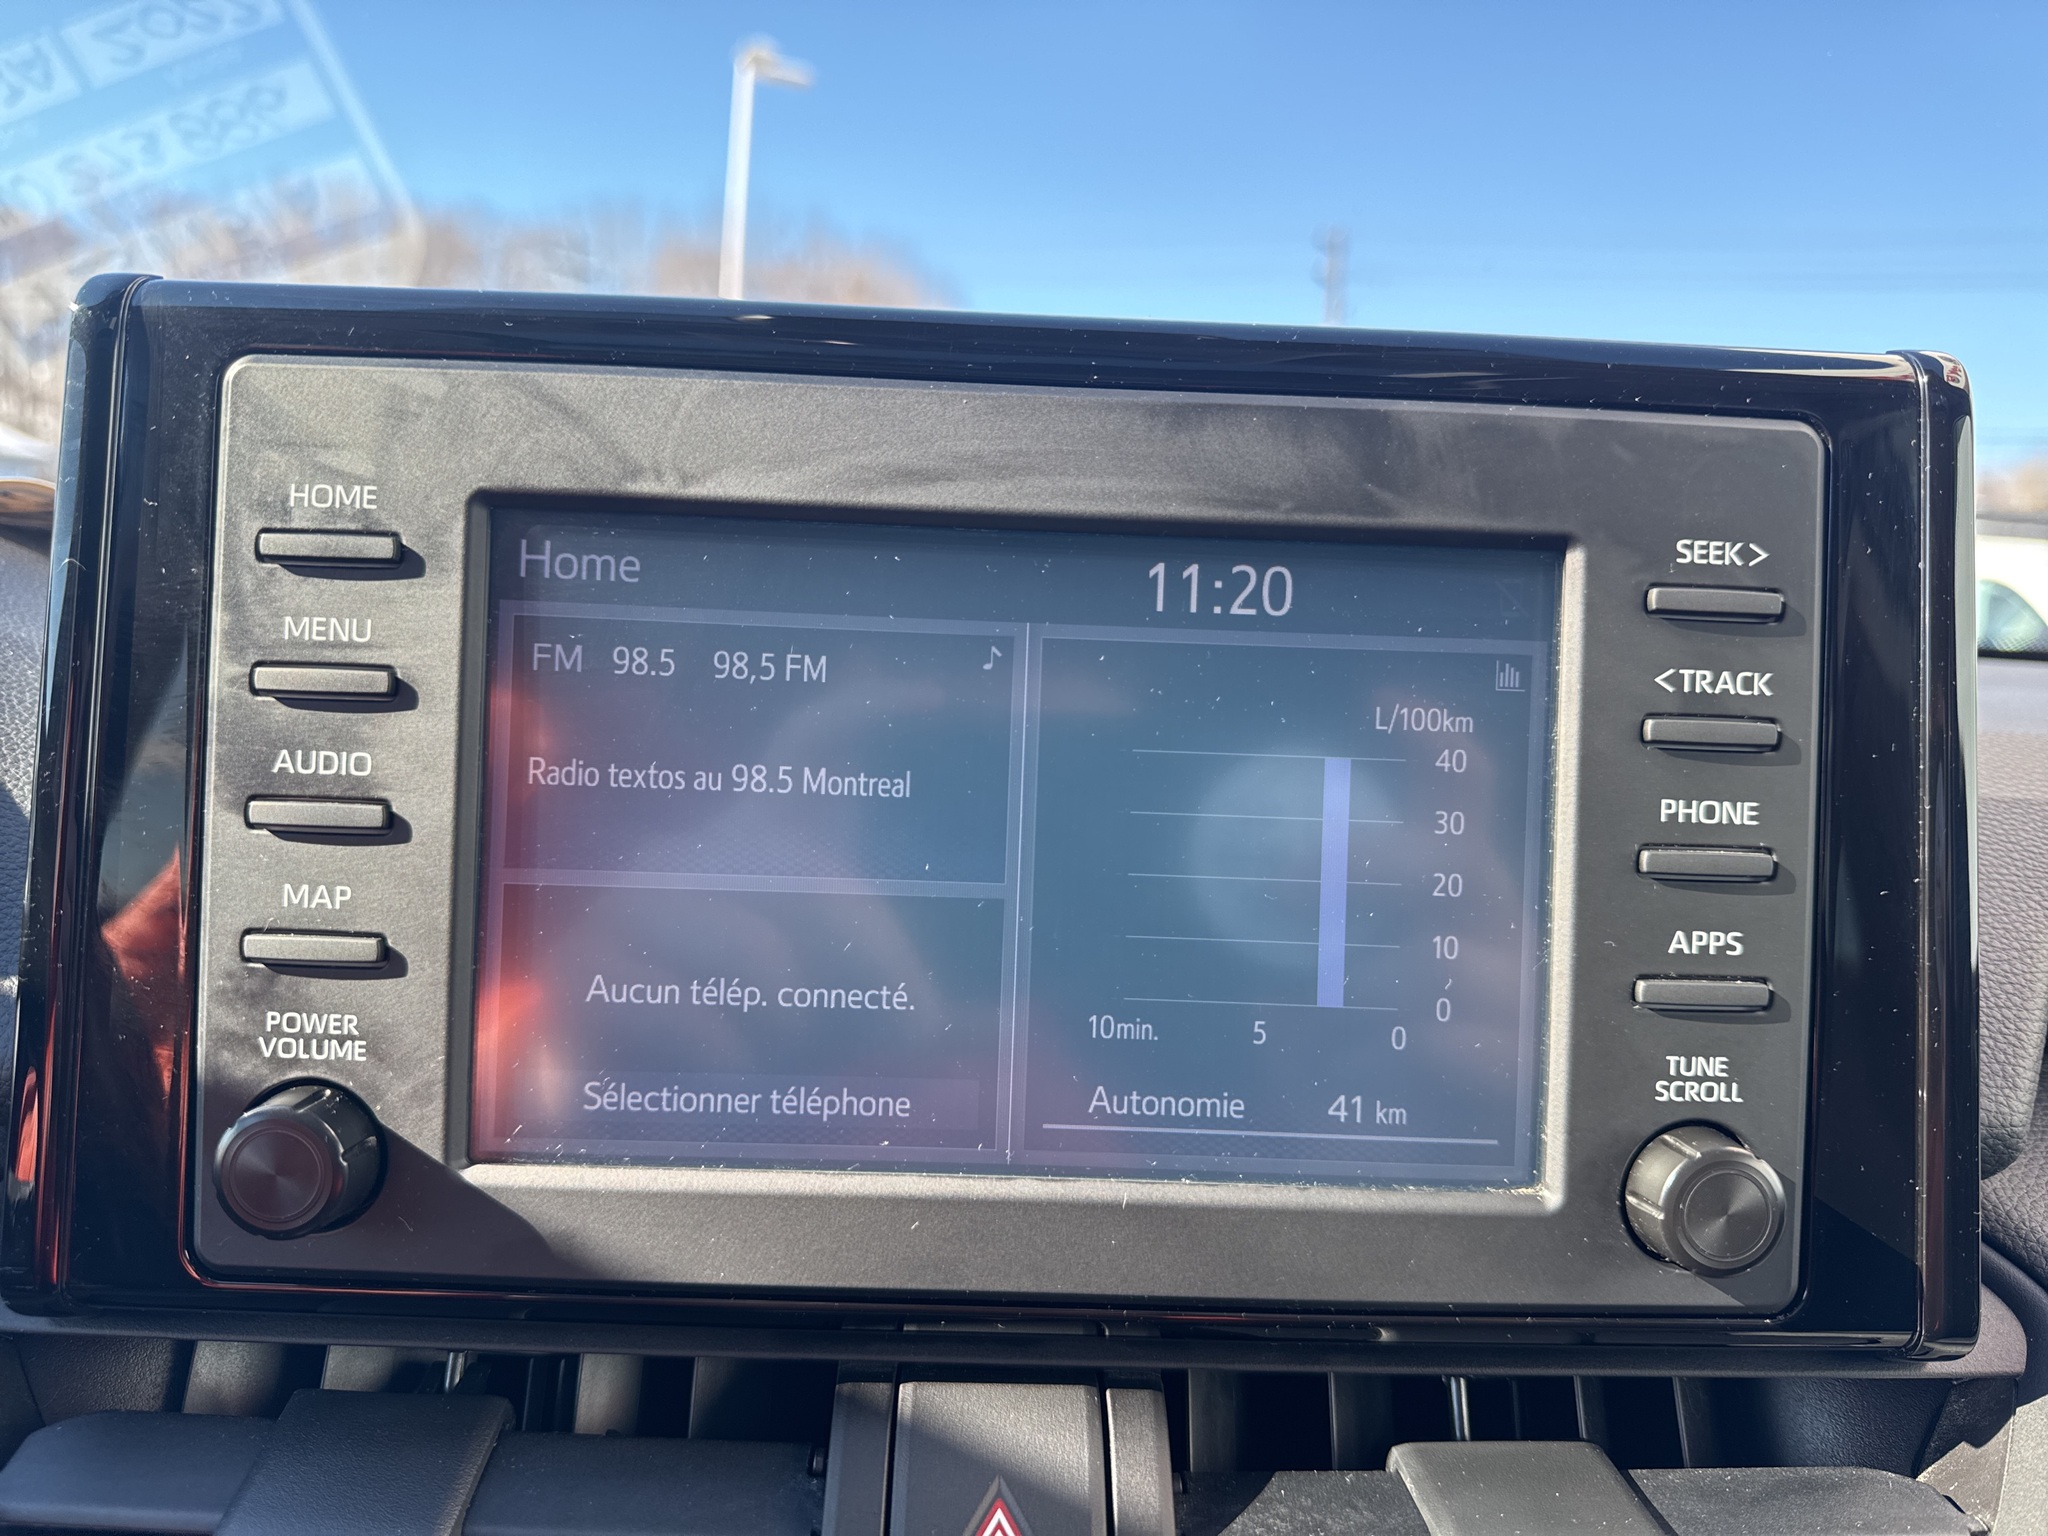 HOME
MENU
AUDIO
MAP
POWER
VOLUME
Home
11:20
FM 98.5 98,5 FM
Radio textos au 98.5 Montreal
Aucun télép. connecté.
Sélectionner téléphone
L/100km
40
30
20
10
0
10min. 5 0
Autonomie 41 km
SEEK>
<TRACK
PHONE
APPS
TUNE
SCROLL